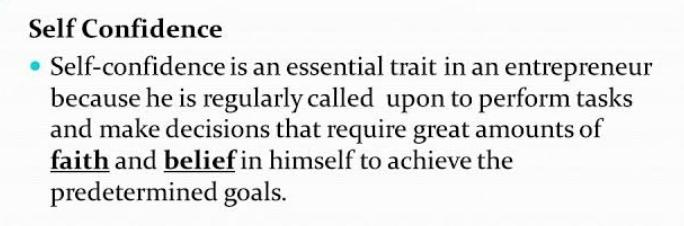 Self Confidence
• Self-confidence is an essential trait in an entrepreneur
because he is regularly called upon to perform tasks
and make decisions that require great amounts of
faith and belief in himself to achieve the
predetermined goals.